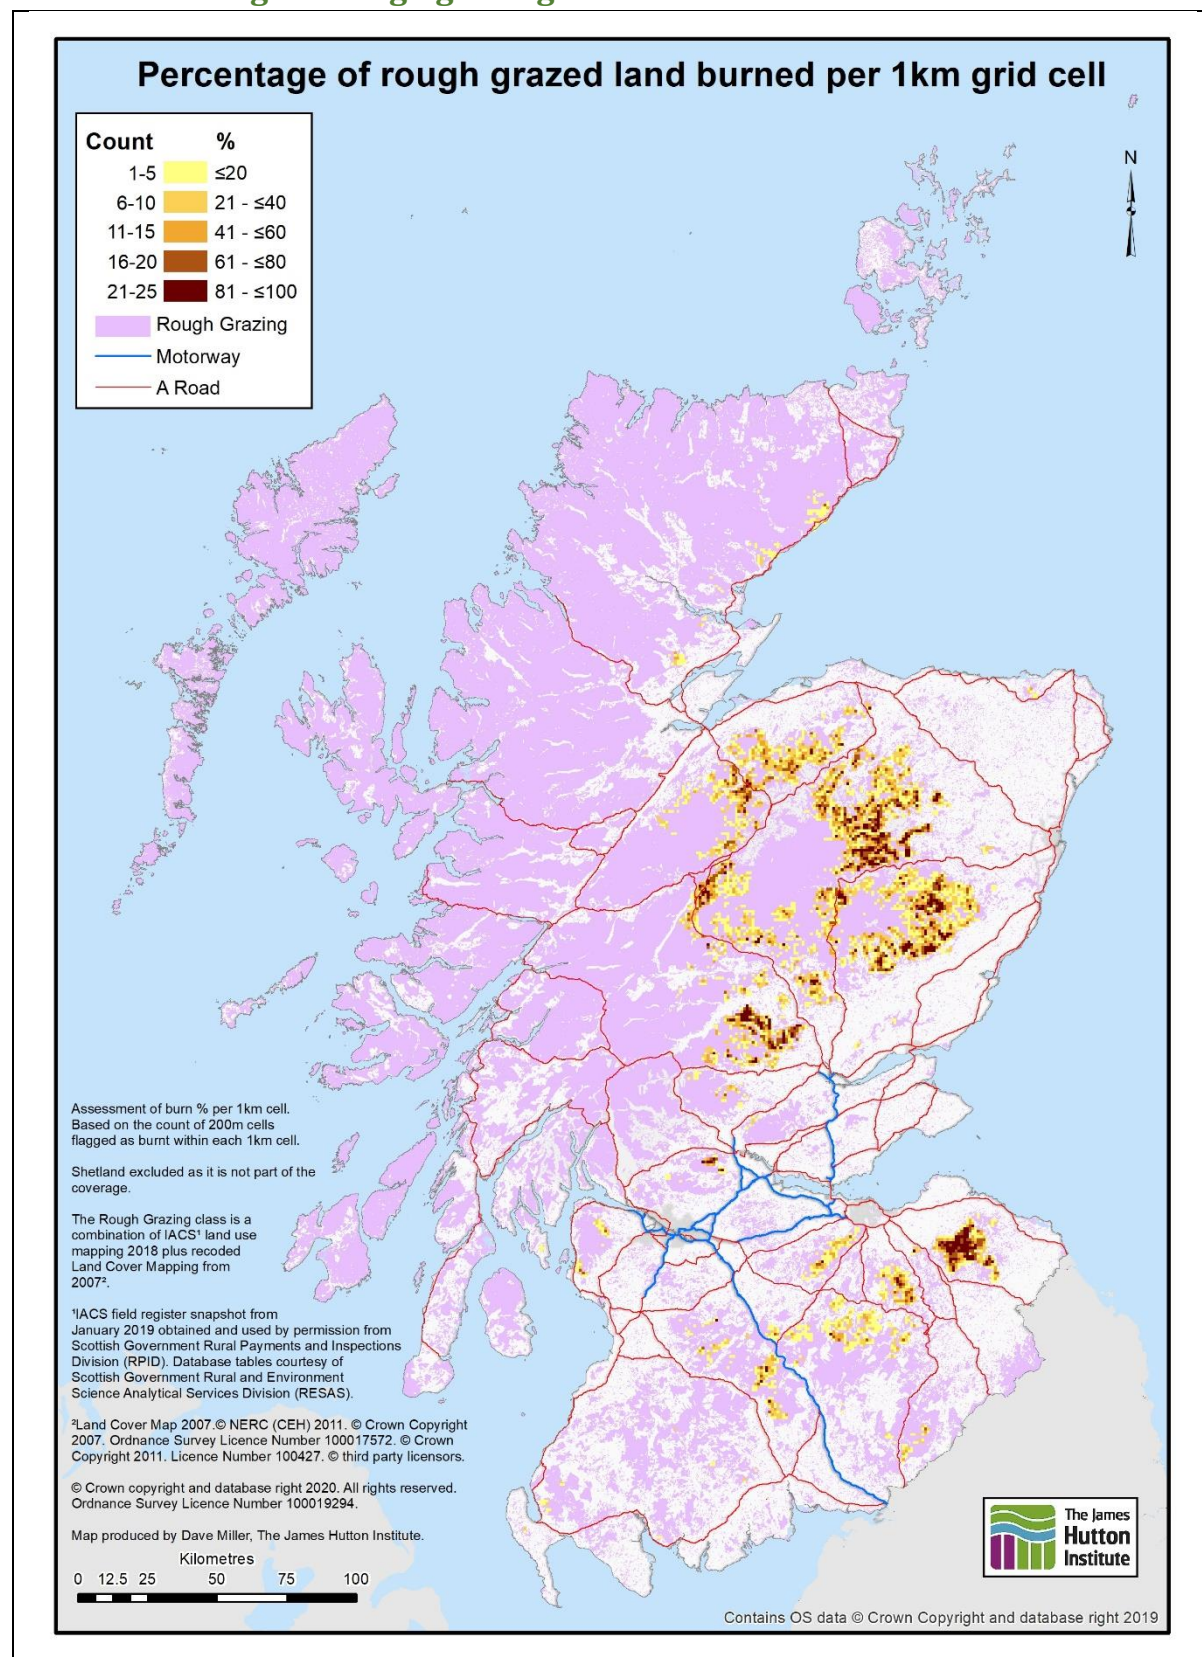 Percentage of rough grazed land burned per 1km grid cell
Count %
1-5 ≤20
6-10 21 - ≤40
11-15 41 - ≤60
16-20 61 - ≤80
21-25 81 - ≤100
Rough Grazing
Motorway
A Road
N
Assessment of burn % per 1km cell.
Based on the count of 200m cells
flagged as burnt within each 1km cell.
Shetland excluded as it is not part of the
coverage.
The Rough Grazing class is a
combination of IACS¹ land use
mapping 2018 plus recoded
Land Cover Mapping from
2007².
¹IACS field register snapshot from
January 2019 obtained and used by permission from
Scottish Government Rural Payments and Inspections
Division (RPID). Database tables courtesy of
Scottish Government Rural and Environment
Science Analytical Services Division (RESAS).
²Land Cover Map 2007.© NERC (CEH) 2011. © Crown Copyright
2007. Ordnance Survey Licence Number 100017572. © Crown
Copyright 2011. Licence Number 100427. © third party licensors.
© Crown copyright and database right 2020. All rights reserved.
Ordnance Survey Licence Number 100019294.
Map produced by Dave Miller, The James Hutton Institute.
Kilometres
0 12.5 25 50 75 100
The James
Hutton
Institute
Contains OS data © Crown Copyright and database right 2019